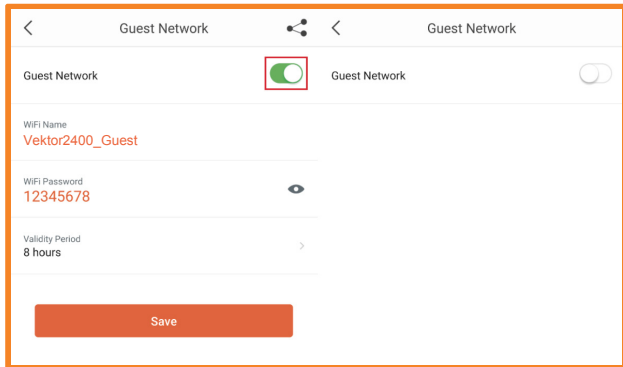 Guest Network
Guest Network
WiFi Name
Vektor2400_Guest
WiFi Password
12345678
Validity Period
8 hours
Save
Guest Network
Guest Network